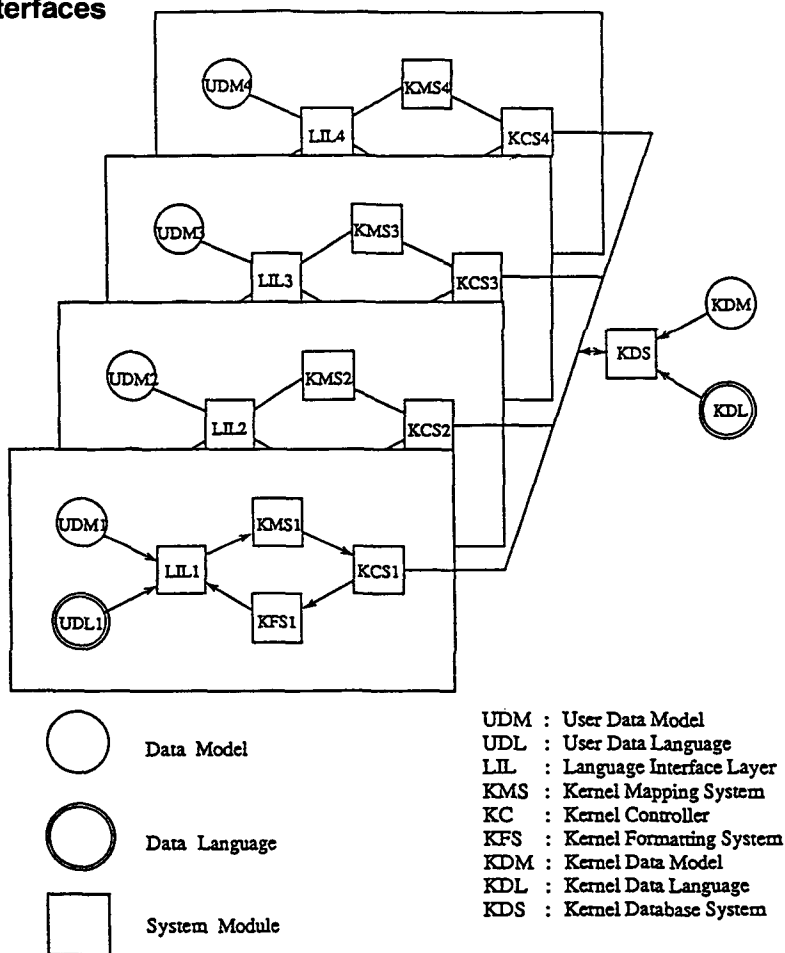 terfaces
UDM4
KMS4
LIL4
KCS4
UDM3
KMS3
LIL3
KCS3
KDM
KDS
UDM2
KMS2
KDL
LIL2
KCS2
UDM1
KMS1
LIL1
KCS1
UDL1
KFS1
Data Model
Data Language
System Module
UDM : User Data Model
UDL : User Data Language
LIL : Language Interface Layer
KMS : Kernel Mapping System
KC : Kernel Controller
KFS : Kernel Formatting System
KDM : Kernel Data Model
KDL : Kernel Data Language
KDS : Kernel Database System